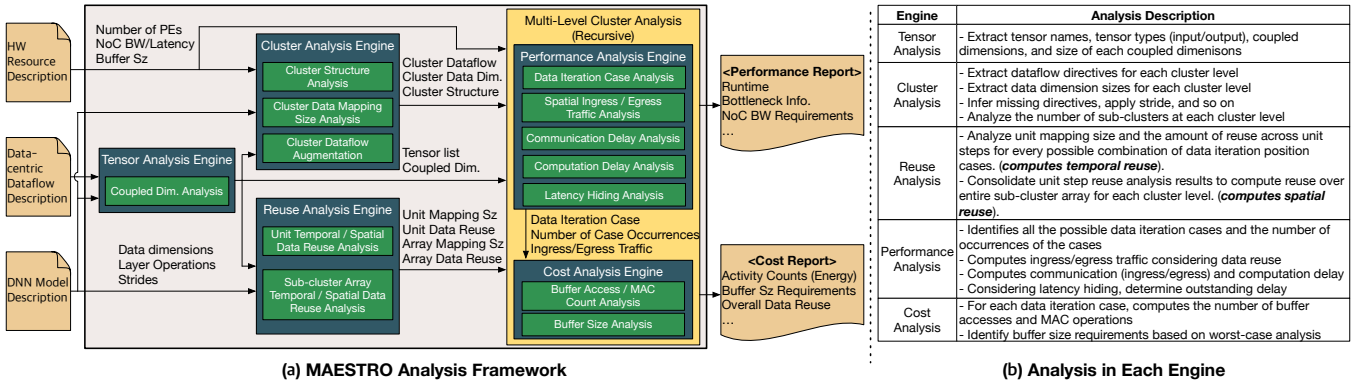 HW
Resource
Description
Data-
centric
Dataflow
Description
DNN Model
Description
Number of PEs
NoC BW/Latency
Buffer Sz
Tensor Analysis Engine
Coupled Dim. Analysis
Data dimensions
Layer Operations
Strides
Cluster Analysis Engine
Cluster Structure
Analysis
Cluster Data Mapping
Size Analysis
Cluster Dataflow
Augmentation
Reuse Analysis Engine
Unit Temporal / Spatial
Data Reuse Analysis
Sub-cluster Array
Temporal / Spatial Data
Reuse Analysis
Cluster Dataflow
Cluster Data Dim.
Cluster Structure
Tensor list
Coupled Dim.
Unit Mapping Sz
Unit Data Reuse
Array Mapping Sz
Array Data Reuse
Multi-Level Cluster Analysis
(Recursive)
Performance Analysis Engine
Data Iteration Case Analysis
Spatial Ingress / Egress
Traffic Analysis
Communication Delay Analysis
Computation Delay Analysis
Latency Hiding Analysis
Data Iteration Case
Number of Case Occurrences
Ingress/Egress Traffic
Cost Analysis Engine
Buffer Access / MAC
Count Analysis
Buffer Size Analysis
<Performance Report>
Runtime
Bottleneck Info.
NoC BW Requirements
...
<Cost Report>
Activity Counts (Energy)
Buffer Sz Requirements
Overall Data Reuse
...
(a) MAESTRO Analysis Framework
Engine
Analysis Description
Tensor
Analysis
- Extract tensor names, tensor types (input/output), coupled
dimensions, and size of each coupled dimenisons
Cluster
Analysis
- Extract dataflow directives for each cluster level
- Extract data dimension sizes for each cluster level
- Infer missing directives, apply stride, and so on
- Analyze the number of sub-clusters at each cluster level
Reuse
Analysis
- Analyze unit mapping size and the amount of reuse across unit
steps for every possible combination of data iteration position
cases. (computes temporal reuse).
- Consolidate unit step reuse analysis results to compute reuse over
entire sub-cluster array for each cluster level. (computes spatial
reuse).
Performance
Analysis
- Identifies all the possible data iteration cases and the number of
occurrences of the cases
- Computes ingress/egress traffic considering data reuse
- Computes communication (ingress/egress) and computation delay
- Considering latency hiding, determine outstanding delay
Cost
Analysis
- For each data iteration case, computes the number of buffer
accesses and MAC operations
- Identify buffer size requirements based on worst-case analysis
(b) Analysis in Each Engine